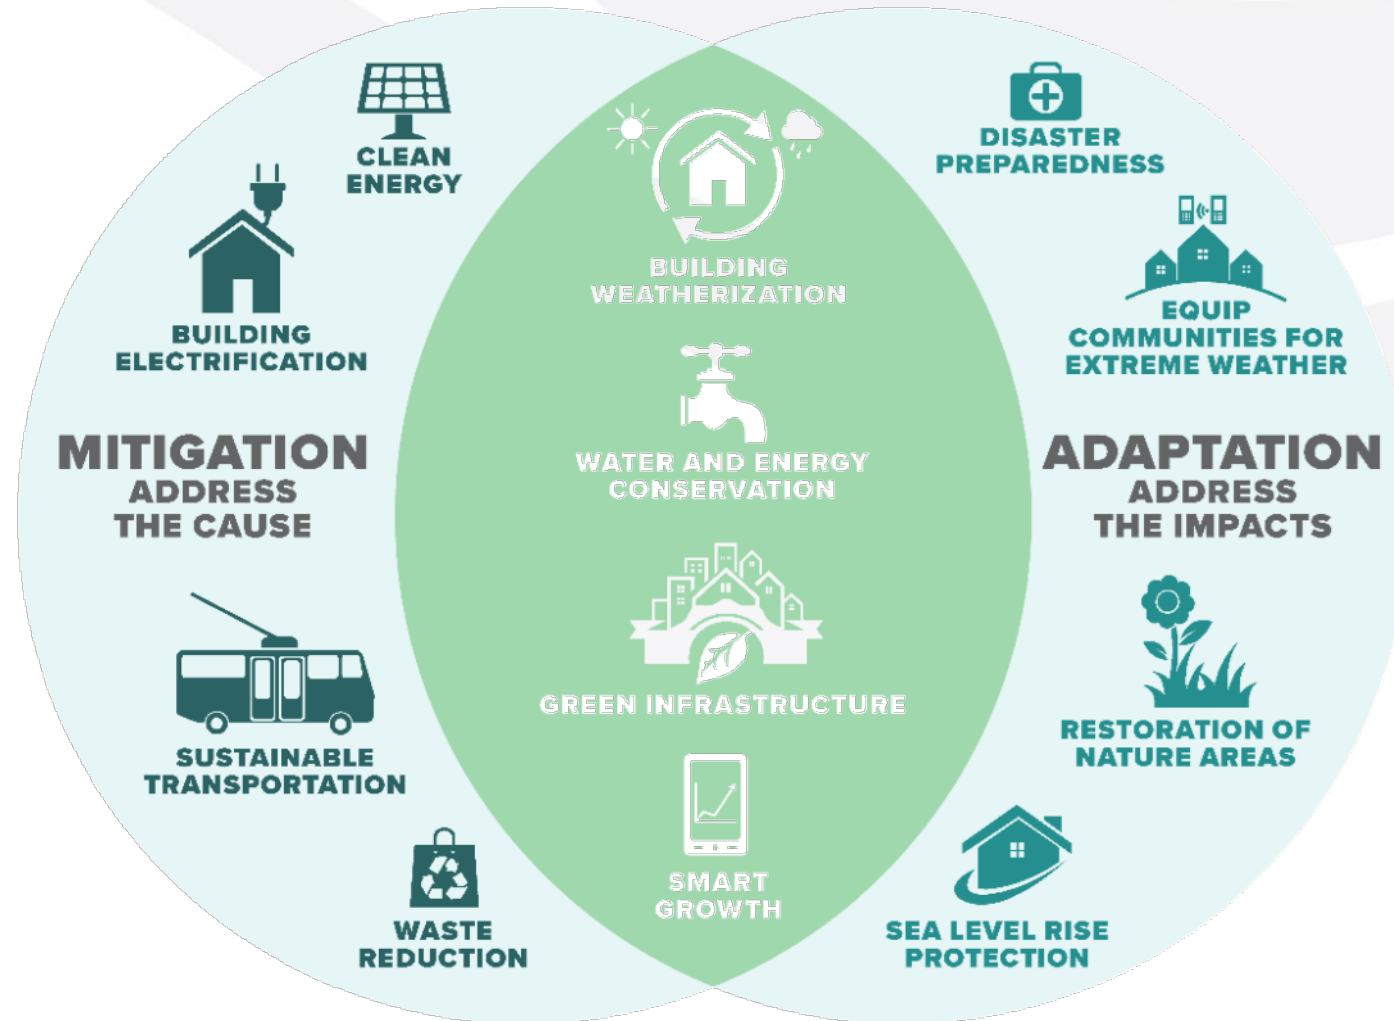 CLEAN
ENERGY
BUILDING
ELECTRIFICATION
MITIGATION
ADDRESS
THE CAUSE
SUSTAINABLE
TRANSPORTATION
WASTE
REDUCTION
BUILDING
WEATHERIZATION
WATER AND ENERGY
CONSERVATION
GREEN INFRASTRUCTURE
SMART
GROWTH
DISASTER
PREPAREDNESS
EQUIP
COMMUNITIES FOR
EXTREME WEATHER
ADAPTATION
ADDRESS
THE IMPACTS
RESTORATION OF
NATURE AREAS
SEA LEVEL RISE
PROTECTION